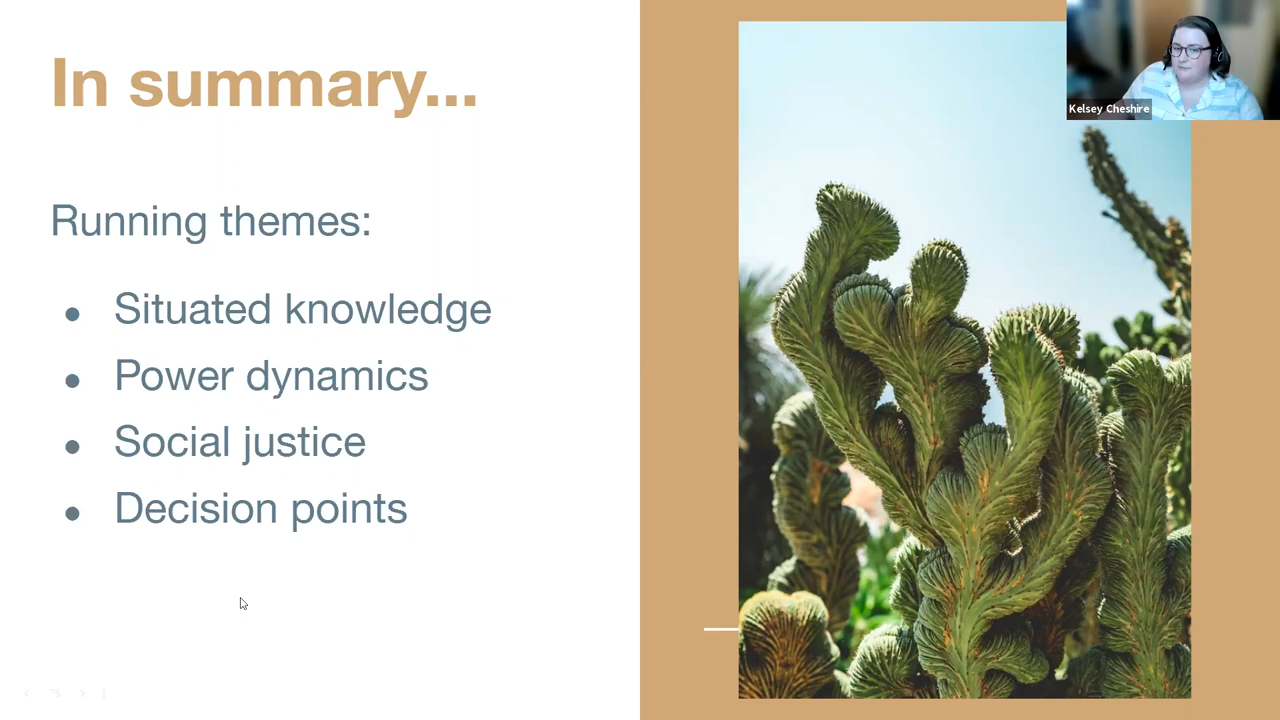 In summary...
Kelsey Cheshire
Running themes:
● Situated knowledge
● Power dynamics
● Social justice
● Decision points